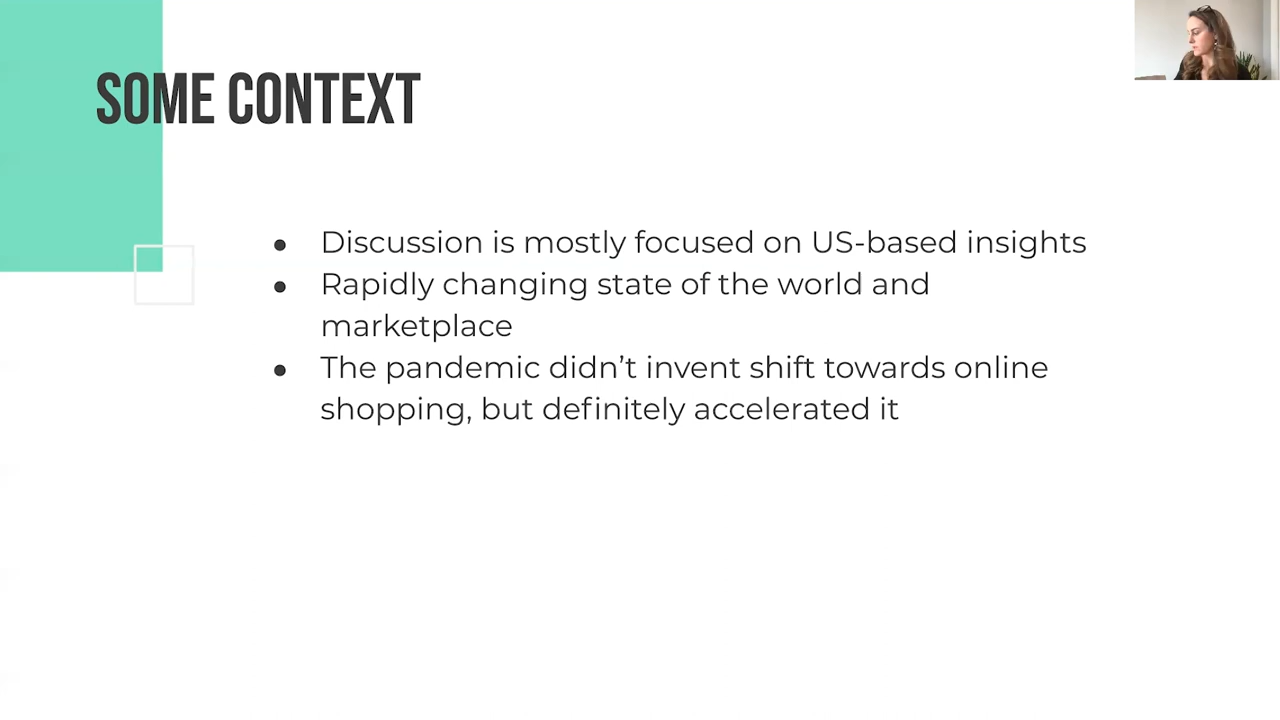 SOME CONTEXT
● Discussion is mostly focused on US-based insights
● Rapidly changing state of the world and
marketplace
● The pandemic didn’t invent shift towards online
shopping, but definitely accelerated it